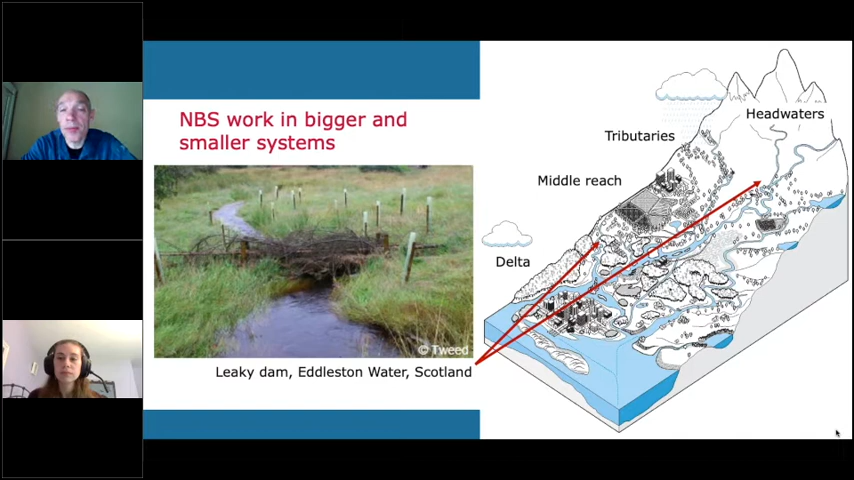 NBS work in bigger and
smaller systems
© Tweed
Leaky dam, Eddleston Water, Scotland
Headwaters
Tributaries
Middle reach
Delta